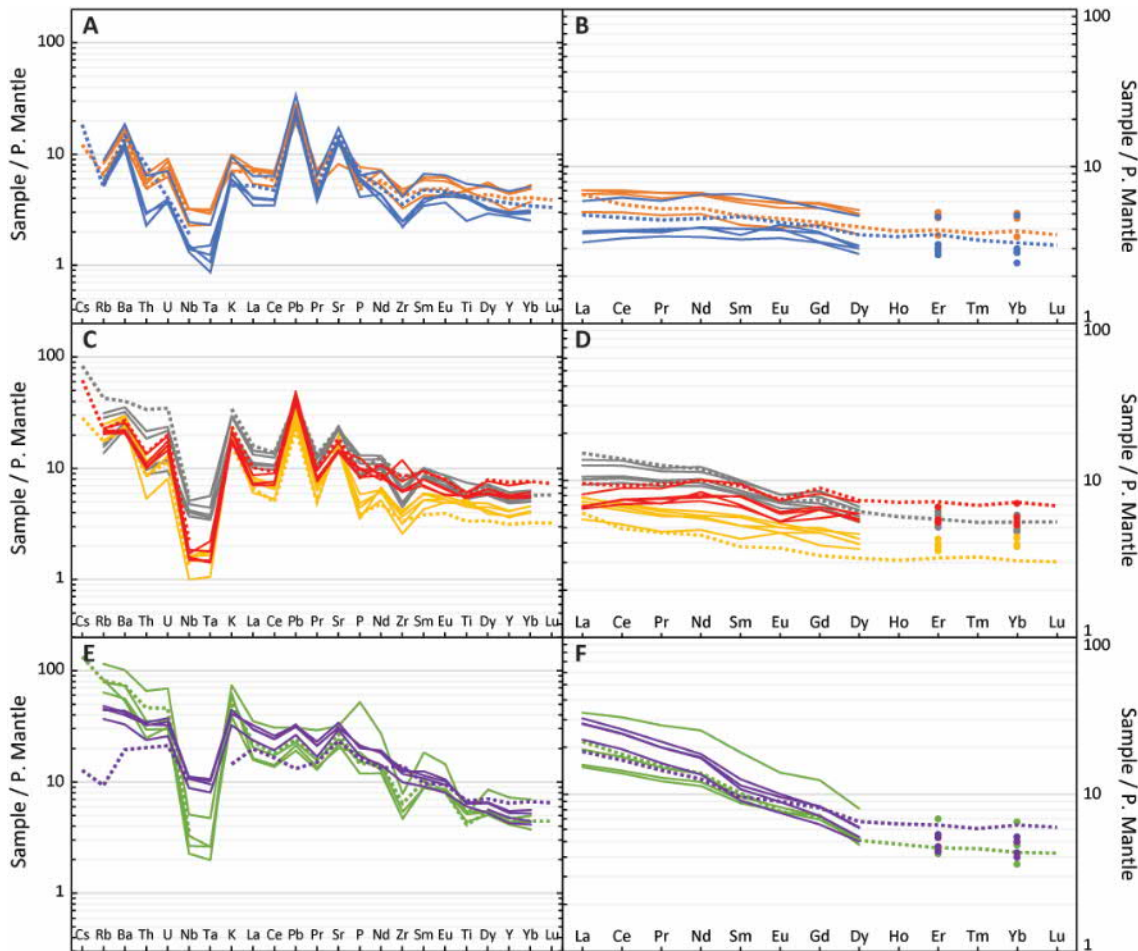 A
B
100
10
1
Sample / P. Mantle
100
10
1
Sample / P. Mantle
Cs Rb Ba Th U Nb Ta K La Ce Pb Pr Sr P Nd Zr Sm Eu Ti Dy Y Yb Lu
La Ce Pr Nd Sm Eu Gd Dy Ho Er Tm Yb Lu
C
D
100
10
1
Sample / P. Mantle
100
10
1
Sample / P. Mantle
Cs Rb Ba Th U Nb Ta K La Ce Pb Pr Sr P Nd Zr Sm Eu Ti Dy Y Yb Lu
La Ce Pr Nd Sm Eu Gd Dy Ho Er Tm Yb Lu
E
F
100
10
1
Sample / P. Mantle
100
10
1
Sample / P. Mantle
Cs Rb Ba Th U Nb Ta K La Ce Pb Pr Sr P Nd Zr Sm Eu Ti Dy Y Yb Lu
La Ce Pr Nd Sm Eu Gd Dy Ho Er Tm Yb Lu